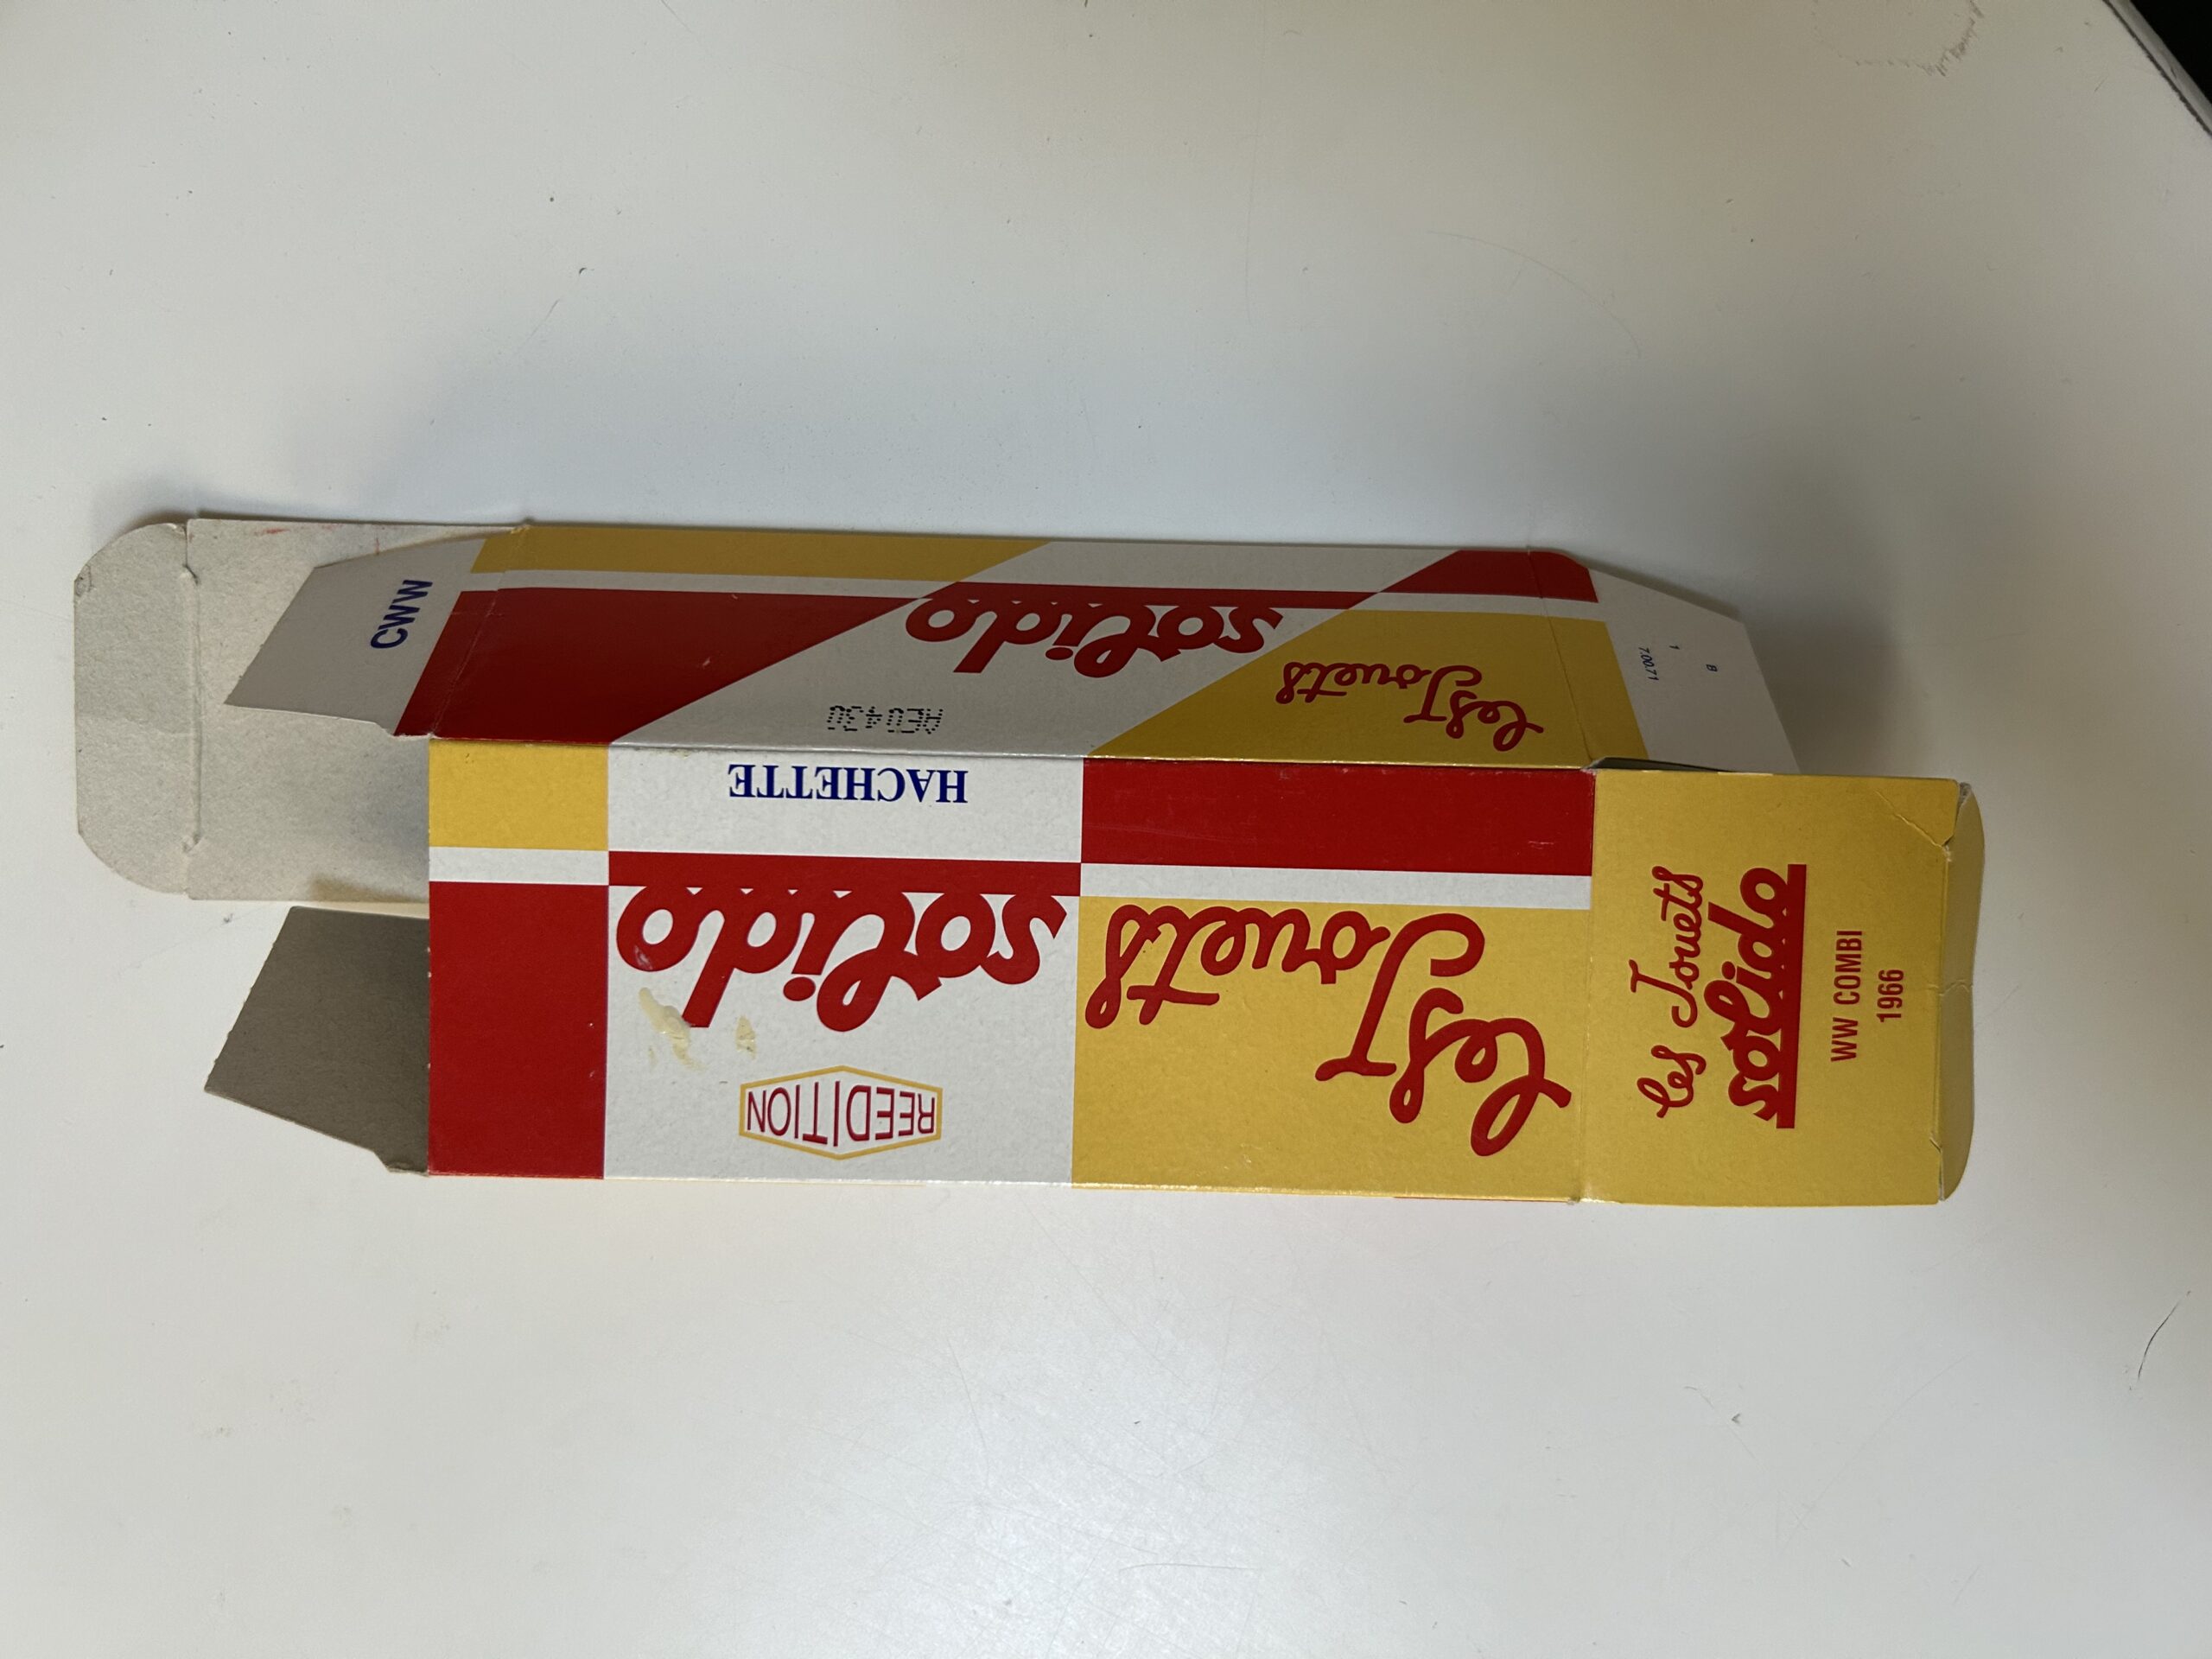 CWW
Les Jouets
solido
AE0430
7.00.71
1
B
HACHETTE
Les Jouets
solido
REEDITION
Les Jouets
solido
WW COMBI
1966